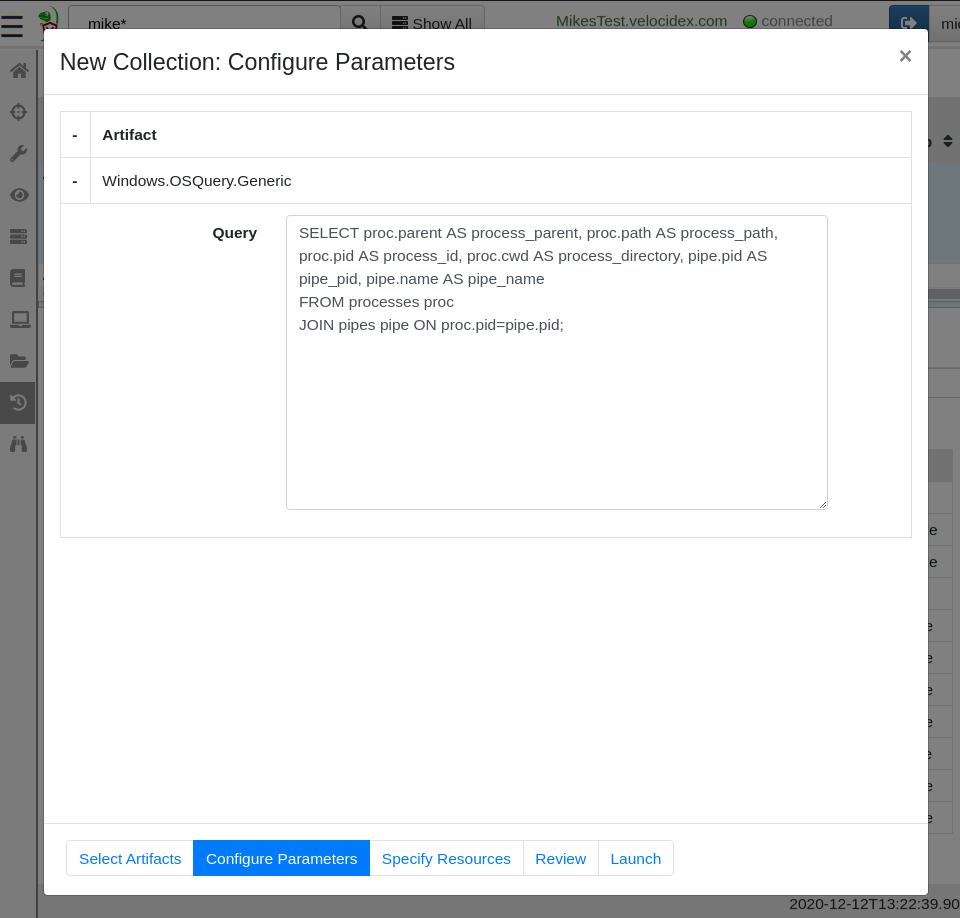 mike*
Show All
MikesTest.velocidex.com
connected
New Collection: Configure Parameters
×
- Artifact
- Windows.OSQuery.Generic
Query
SELECT proc.parent AS process_parent, proc.path AS process_path,
proc.pid AS process_id, proc.cwd AS process_directory, pipe.pid AS
pipe_pid, pipe.name AS pipe_name
FROM processes proc
JOIN pipes pipe ON proc.pid=pipe.pid;
Select Artifacts
Configure Parameters
Specify Resources
Review
Launch
2020-12-12T13:22:39.90